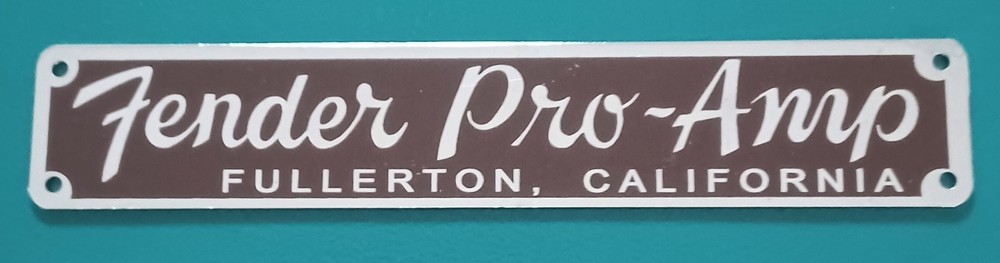 Fender Pro-Amp
FULLERTON, CALIFORNIA